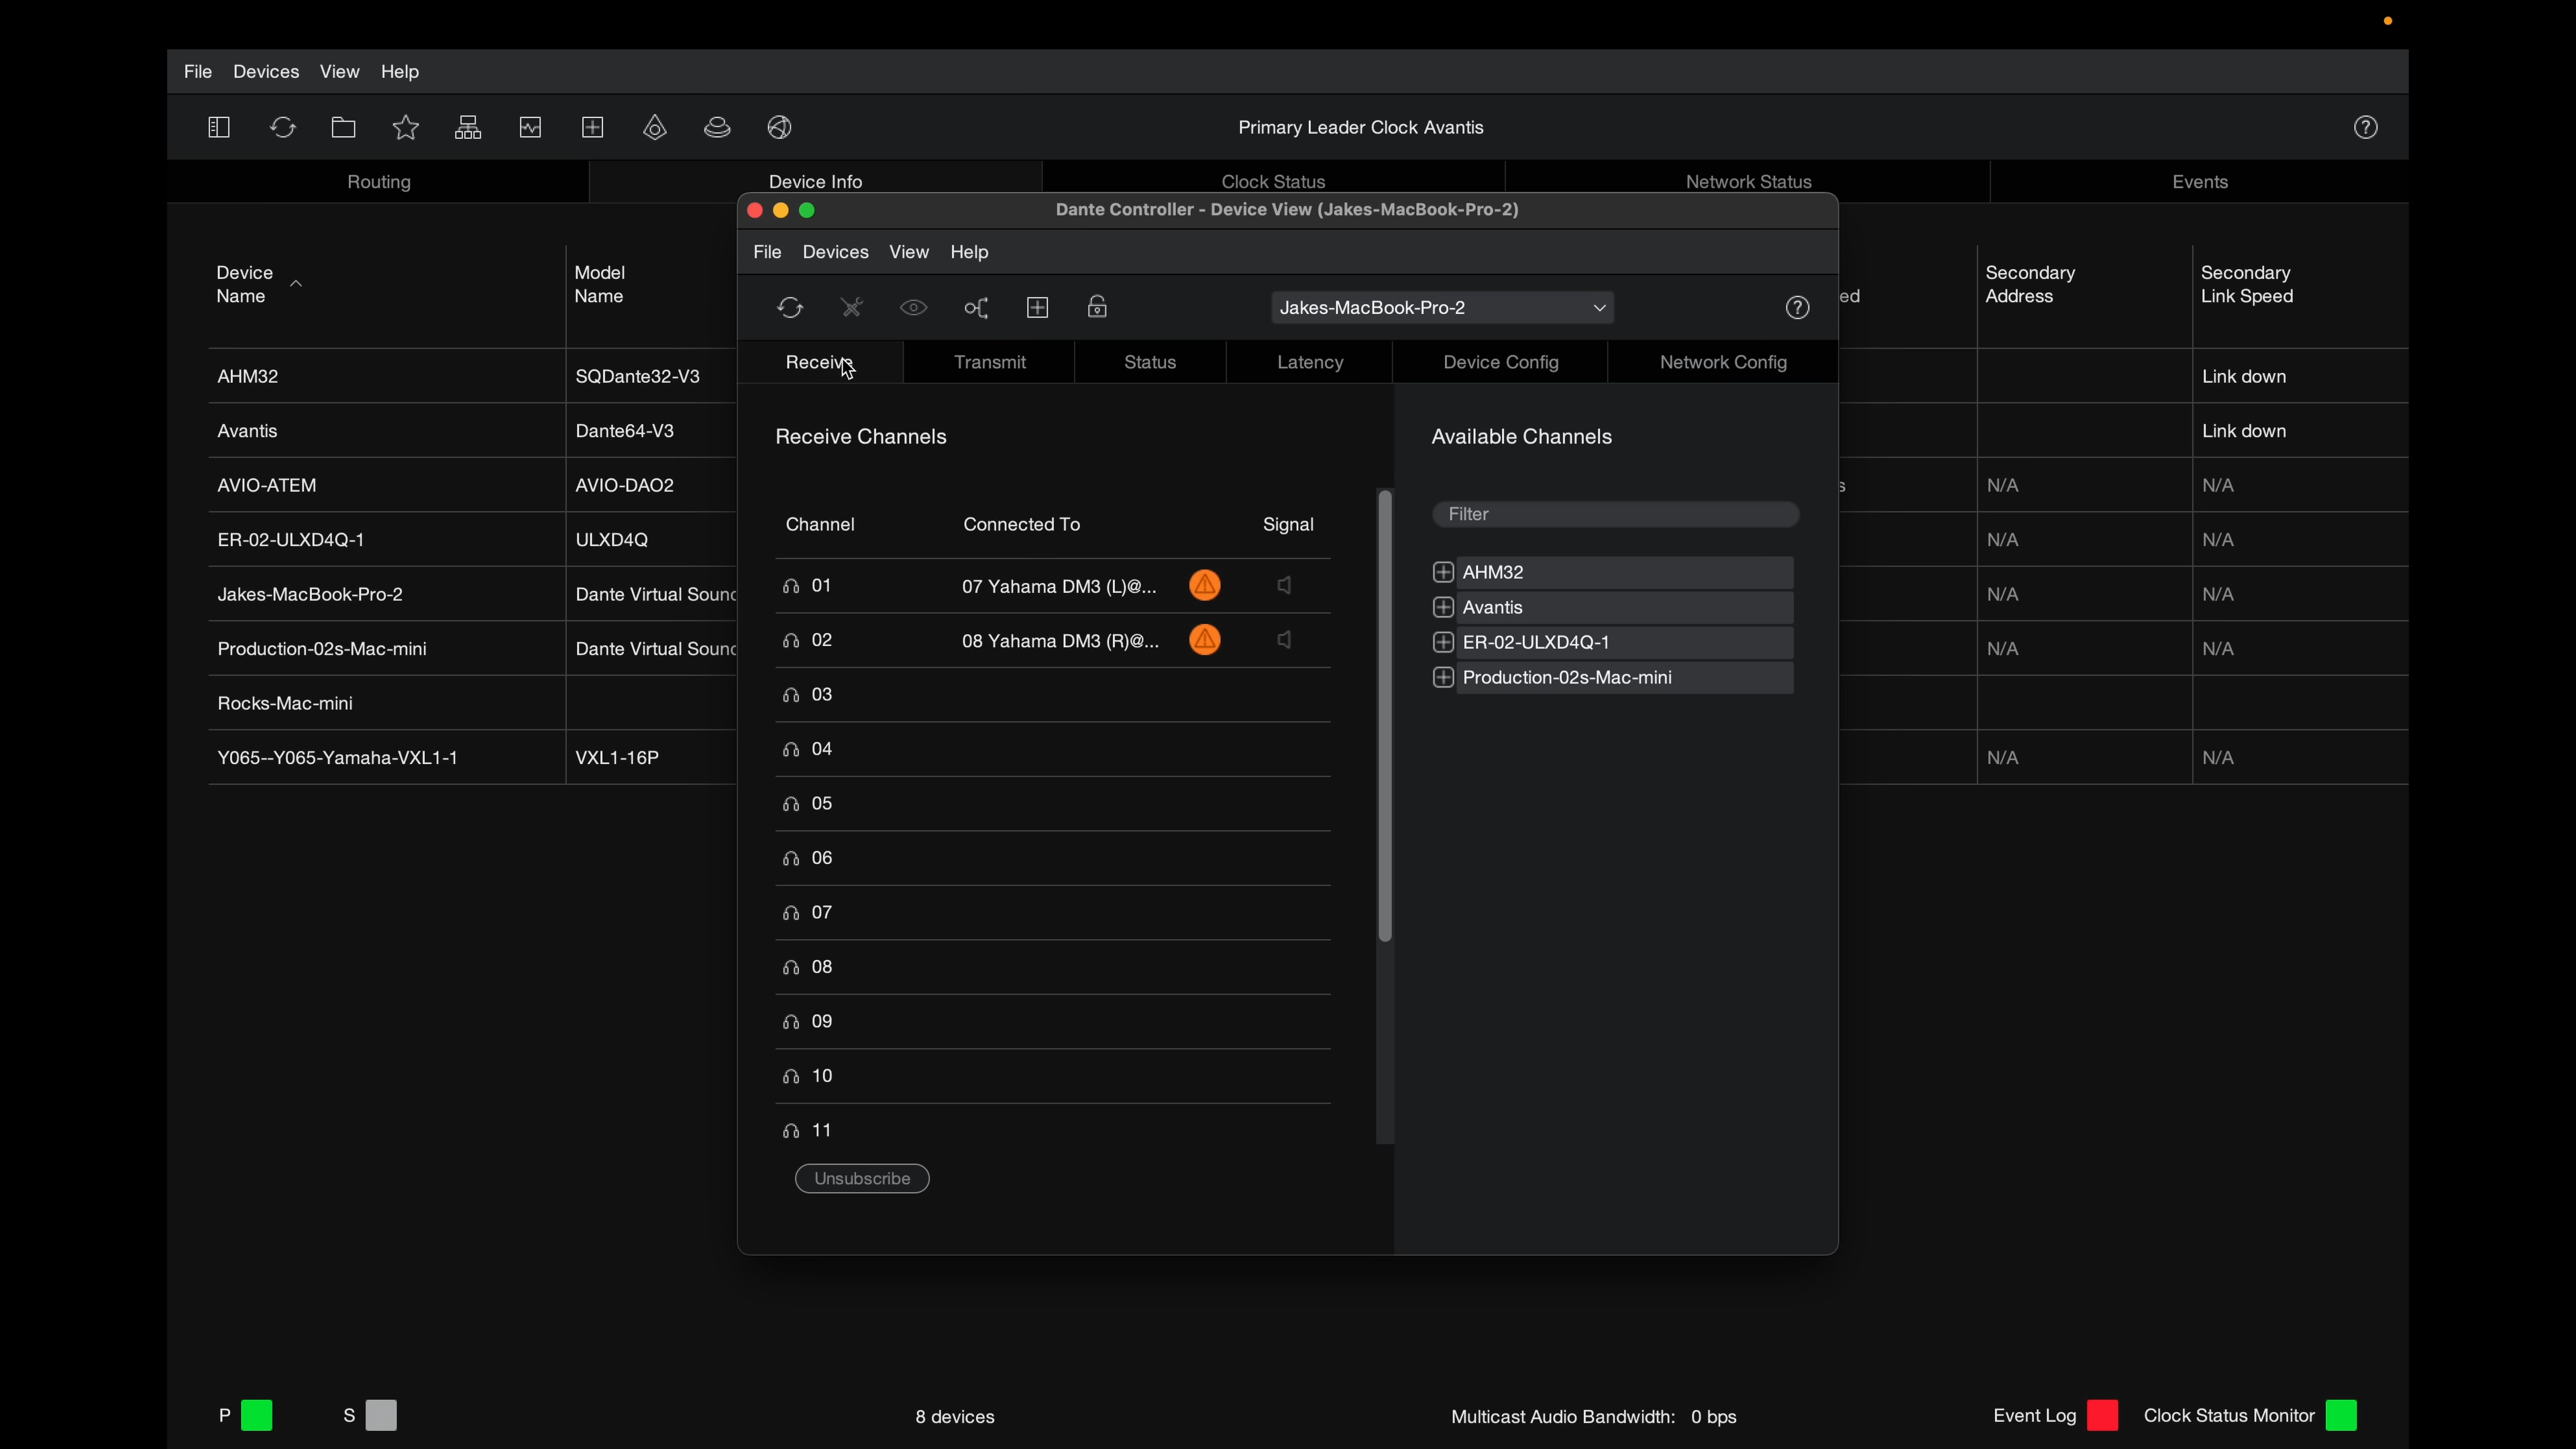 File Devices View Help
Primary Leader Clock Avantis
Routing Device Info Clock Status Network Status Events
Dante Controller - Device View (Jakes-MacBook-Pro-2)
File Devices View Help
Jakes-MacBook-Pro-2
Receive Transmit Status Latency Device Config Network Config
Receive Channels
Channel Connected To Signal
01 07 Yahama DM3 (L)@...
02 08 Yahama DM3 (R)@...
03
04
05
06
07
08
09
10
11
Unsubscribe
Available Channels
Filter
AHM32
Avantis
ER-02-ULXD4Q-1
Production-02s-Mac-mini
Device Name
Model Name
ed
Secondary Address
Secondary Link Speed
AHM32 SQDante32-V3 Link down
Avantis Dante64-V3 Link down
AVIO-ATEM AVIO-DAO2 s N/A N/A
ER-02-ULXD4Q-1 ULXD4Q N/A N/A
Jakes-MacBook-Pro-2 Dante Virtual Sound N/A N/A
Production-02s-Mac-mini Dante Virtual Sound N/A N/A
Rocks-Mac-mini
Y065--Y065-Yamaha-VXL1-1 VXL1-16P N/A N/A
P S 8 devices Multicast Audio Bandwidth: 0 bps Event Log Clock Status Monitor